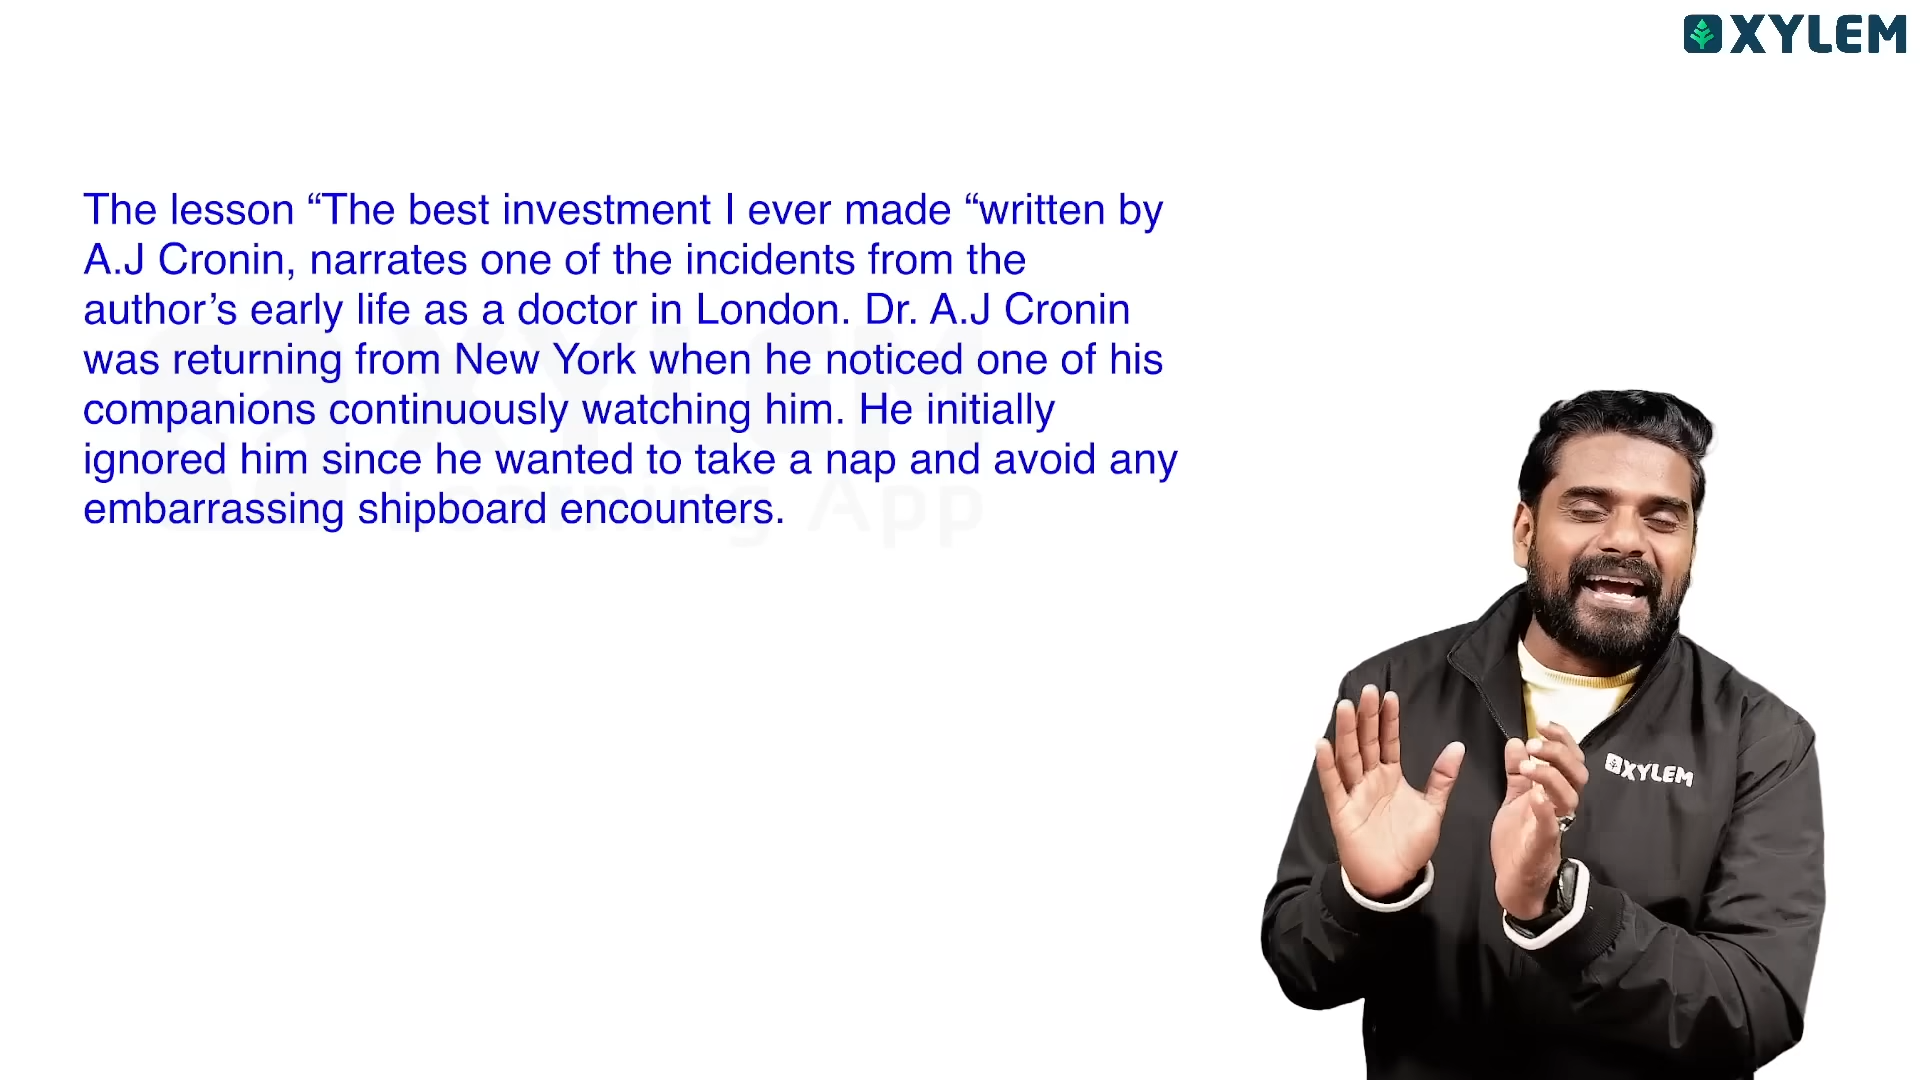 XYLEM
The lesson “The best investment I ever made “written by
A.J Cronin, narrates one of the incidents from the
author’s early life as a doctor in London. Dr. A.J Cronin
was returning from New York when he noticed one of his
companions continuously watching him. He initially
ignored him since he wanted to take a nap and avoid any
embarrassing shipboard encounters.
XYLEM
Learning App
XYLEM